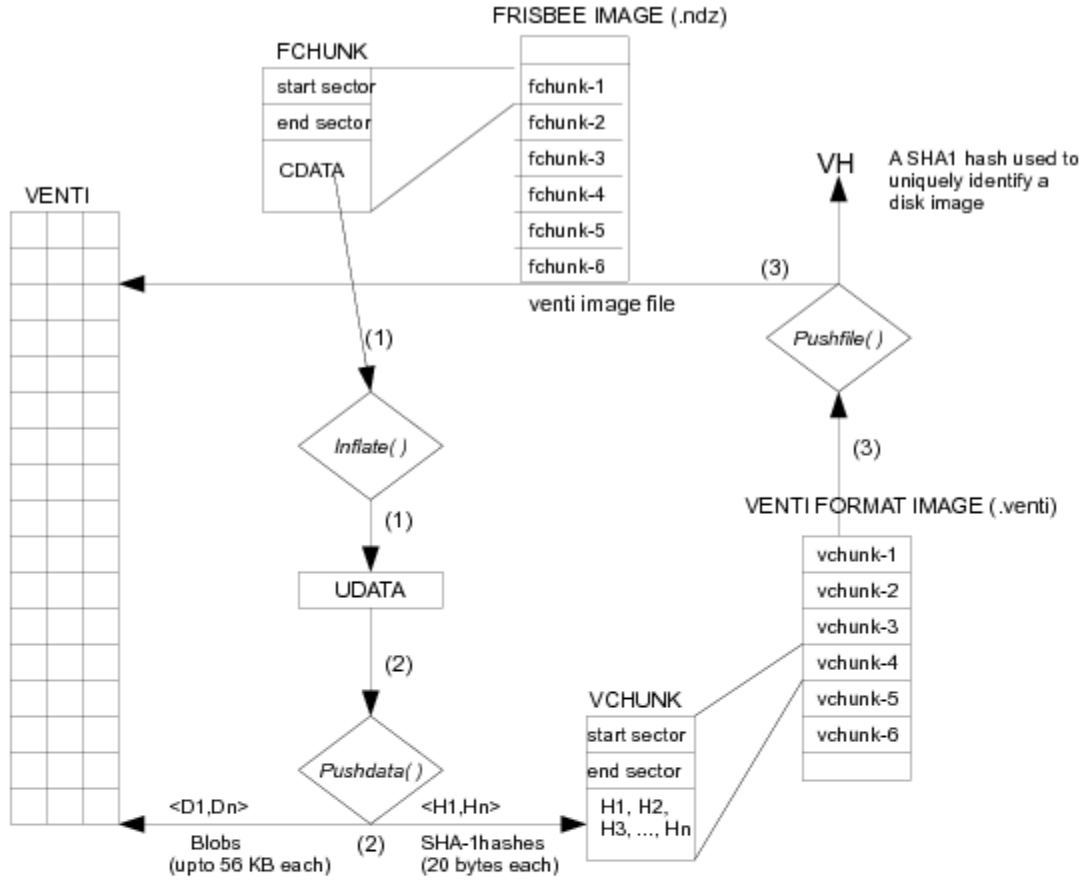 FRISBEE IMAGE (.ndz)
FCHUNK
start sector
end sector
CDATA
fchunk-1
fchunk-2
fchunk-3
fchunk-4
fchunk-5
fchunk-6
VH
A SHA1 hash used to
uniquely identify a
disk image
VENTI
(3)
venti image file
Pushfile( )
(1)
Inflate( )
(3)
(1)
VENTI FORMAT IMAGE (.venti)
vchunk-1
vchunk-2
vchunk-3
vchunk-4
vchunk-5
vchunk-6
UDATA
(2)
VCHUNK
start sector
end sector
H1, H2,
H3, ..., Hn
Pushdata( )
<D1,Dn>
<H1,Hn>
(2)
Blobs
(upto 56 KB each)
SHA-1hashes
(20 bytes each)